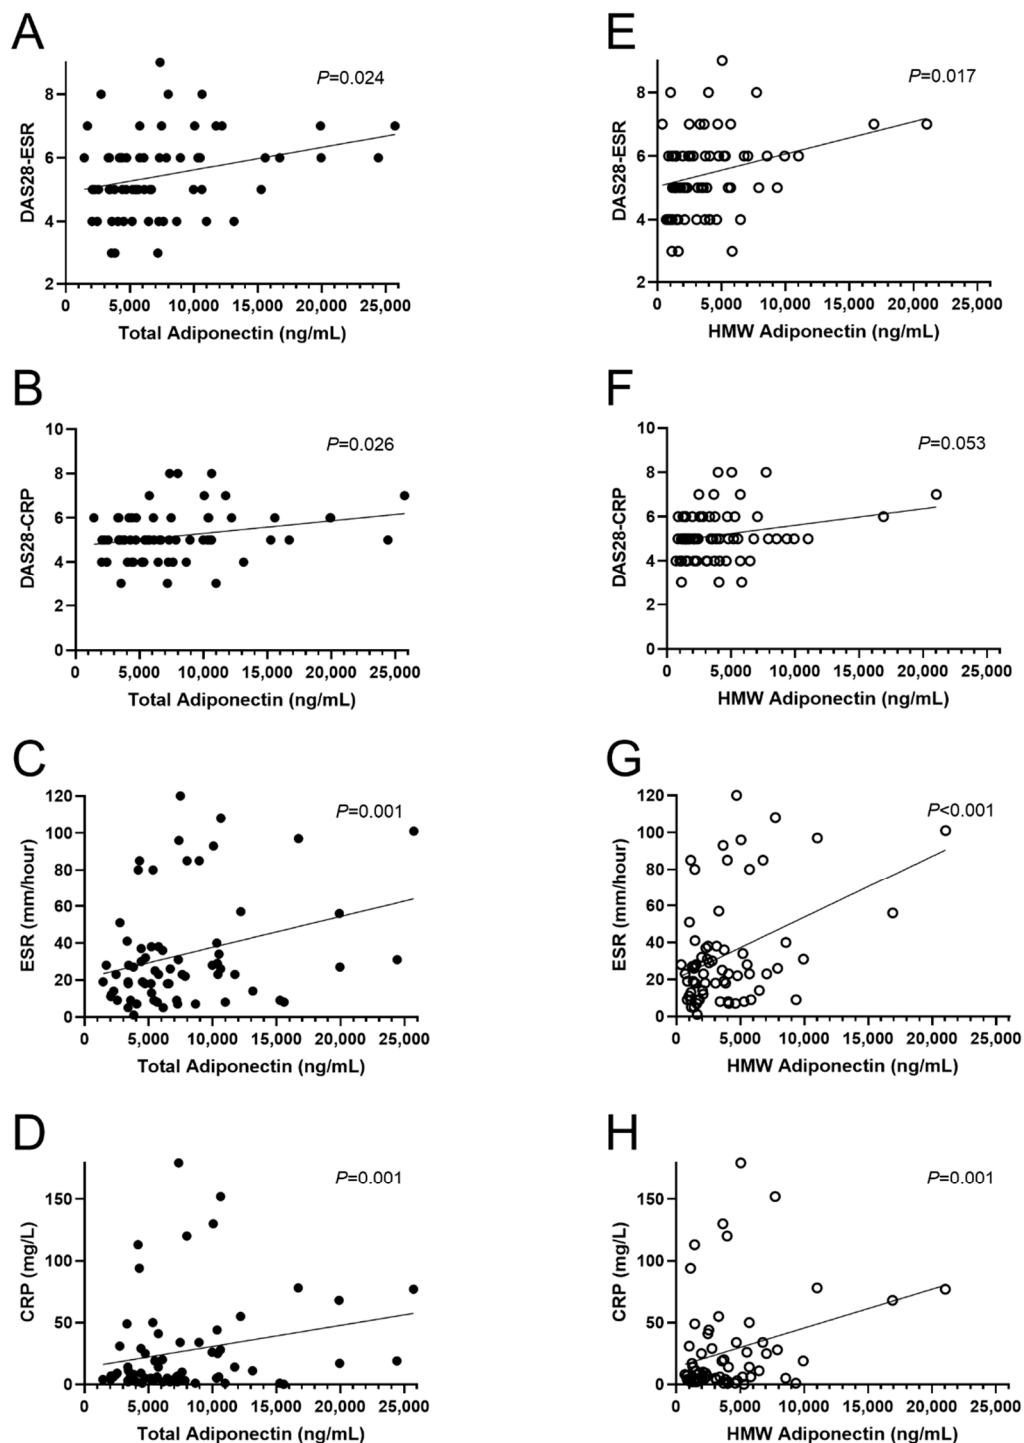 A
P=0.024
DAS28-ESR
8
6
4
2
0 5,000 10,000 15,000 20,000 25,000
Total Adiponectin (ng/mL)
E
P=0.017
DAS28-ESR
8
6
4
2
0 5,000 10,000 15,000 20,000 25,000
HMW Adiponectin (ng/mL)
B
P=0.026
DAS28-CRP
10
8
6
4
2
0
0 5,000 10,000 15,000 20,000 25,000
Total Adiponectin (ng/mL)
F
P=0.053
DAS28-CRP
10
8
6
4
2
0
0 5,000 10,000 15,000 20,000 25,000
HMW Adiponectin (ng/mL)
C
P=0.001
ESR (mm/hour)
120
100
80
60
40
20
0
0 5,000 10,000 15,000 20,000 25,000
Total Adiponectin (ng/mL)
G
P<0.001
ESR (mm/hour)
120
100
80
60
40
20
0
0 5,000 10,000 15,000 20,000 25,000
HMW Adiponectin (ng/mL)
D
P=0.001
CRP (mg/L)
150
100
50
0
0 5,000 10,000 15,000 20,000 25,000
Total Adiponectin (ng/mL)
H
P=0.001
CRP (mg/L)
150
100
50
0
0 5,000 10,000 15,000 20,000 25,000
HMW Adiponectin (ng/mL)